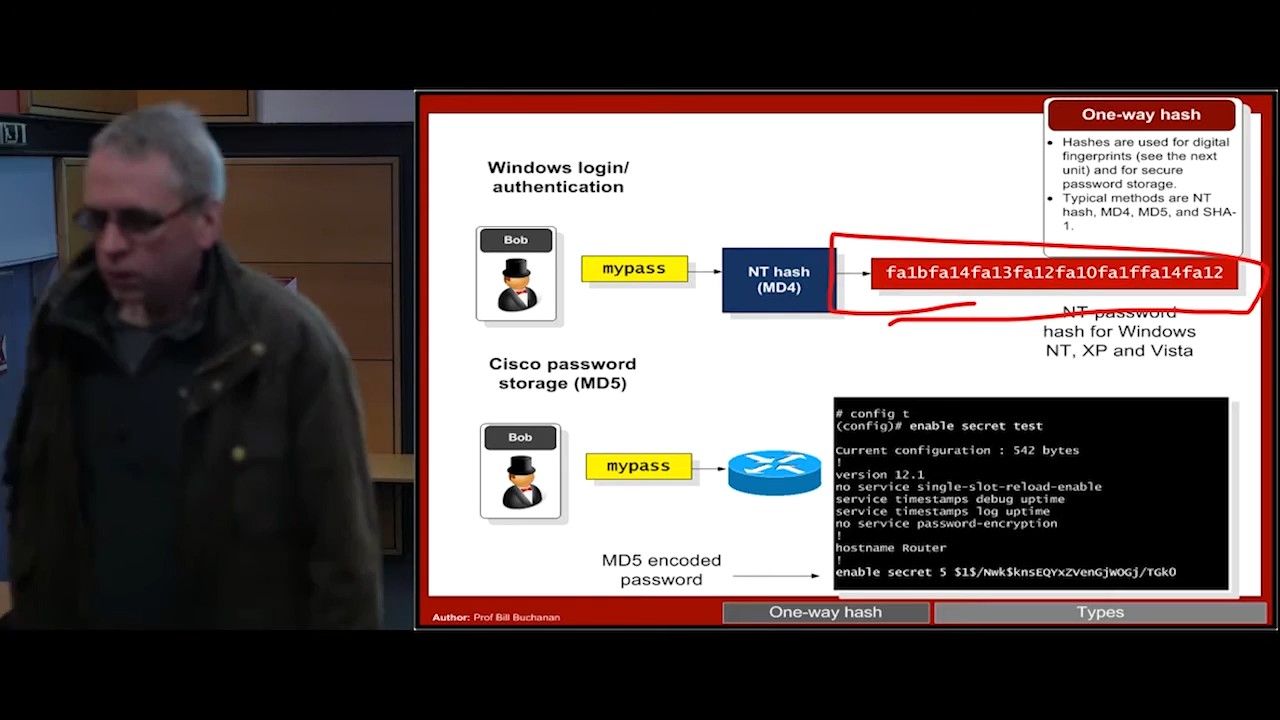 One-way hash
• Hashes are used for digital
fingerprints (see the next
unit) and for secure
password storage.
• Typical methods are NT
hash, MD4, MD5, and SHA-
1.
Windows login/
authentication
Bob
mypass
NT hash
(MD4)
fa1bfa14fa13fa12fa10fa1ffa14fa12
NT password
hash for Windows
NT, XP and Vista
Cisco password
storage (MD5)
Bob
mypass
# config t
(config)# enable secret test
Current configuration : 542 bytes
!
version 12.1
no service single-slot-reload-enable
service timestamps debug uptime
service timestamps log uptime
no service password-encryption
!
hostname Router
!
enable secret 5 $1$/Nwk$knsEQYxZVenGjWOGj/TGk0
MD5 encoded
password
Author: Prof Bill Buchanan
One-way hash
Types